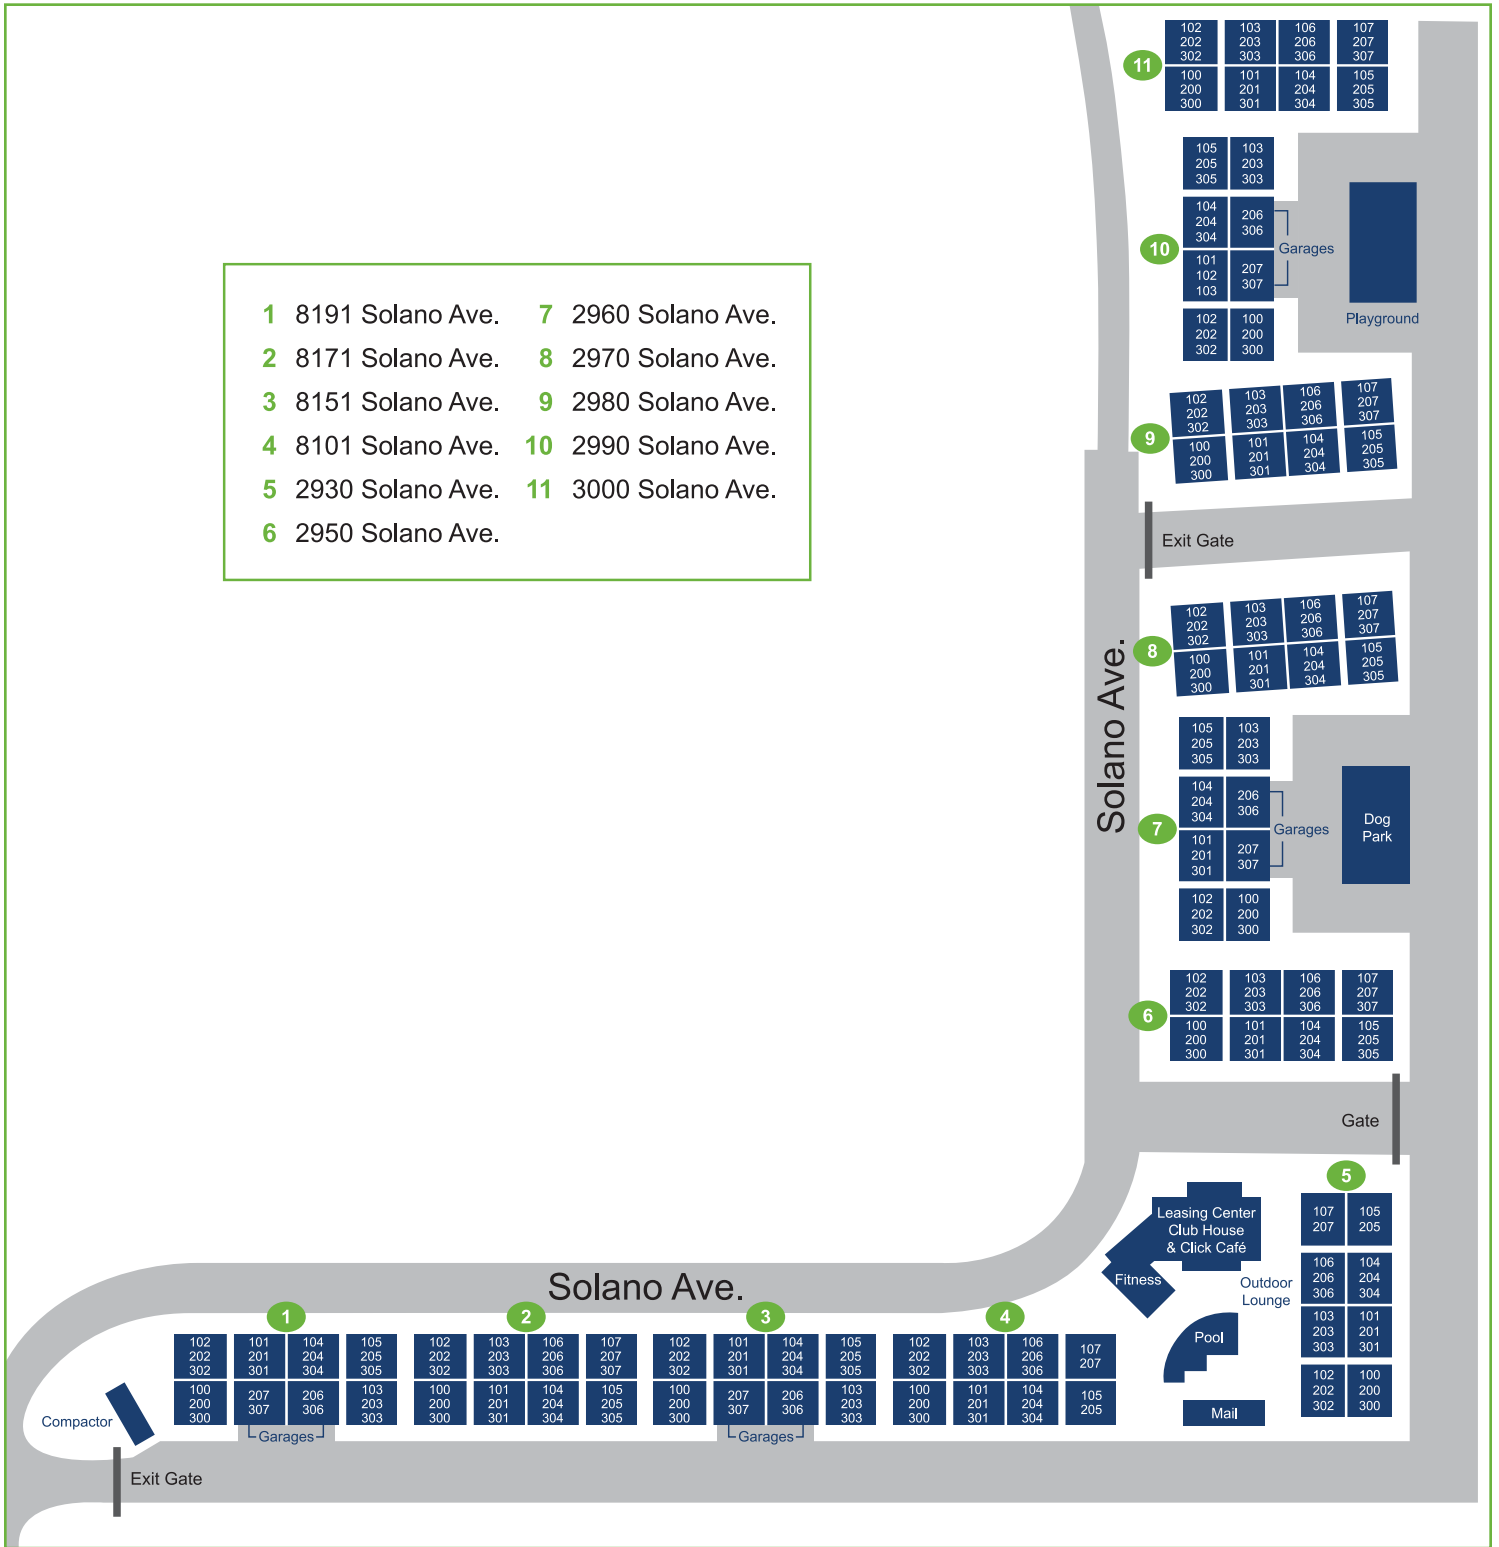 102 103 106 107
202 203 206 207
302 303 306 307
11
100 101 104 105
200 201 204 205
300 301 304 305
105 103
205 203
305 303
104
204
304
206
306
10
Garages
101
102
103
207
307
Playground
102 100
202 200
302 300
1 8191 Solano Ave. 7 2960 Solano Ave.
2 8171 Solano Ave. 8 2970 Solano Ave.
3 8151 Solano Ave. 9 2980 Solano Ave.
4 8101 Solano Ave. 10 2990 Solano Ave.
5 2930 Solano Ave. 11 3000 Solano Ave.
6 2950 Solano Ave.
102 103 106 107
202 203 206 207
302 303 306 307
9
100 101 104 105
200 201 204 205
300 301 304 305
Exit Gate
Solano Ave.
102 103 106 107
202 203 206 207
302 303 306 307
8
100 101 104 105
200 201 204 205
300 301 304 305
105 103
205 203
305 303
104
204
304
206
306
7
Garages
Dog
Park
101
201
301
207
307
102 100
202 200
302 300
102 103 106 107
202 203 206 207
302 303 306 307
6
100 101 104 105
200 201 204 205
300 301 304 305
Gate
5
107 105
207 205
106 104
206 204
306 304
103 101
203 201
303 301
102 100
202 200
302 300
Leasing Center
Club House
& Click Café
Fitness
Outdoor
Lounge
Pool
Mail
Solano Ave.
1
102 101 104 105
202 201 204 205
302 301 304 305
100
200
300
207
307
206
306
103
203
303
Garages
2
102 103 106 107
202 203 206 207
302 303 306 307
100 101 104 105
200 201 204 205
300 301 304 305
3
102 101 104 105
202 201 204 205
302 301 304 305
100
200
300
207
307
206
306
103
203
303
Garages
4
102 103 106
202 203 206
302 303 306
107
207
100 101 104
200 201 204
300 301 304
105
205
Compactor
Exit Gate